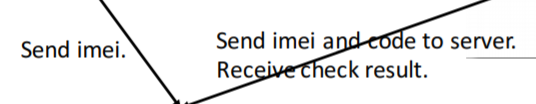 Send imei.
Send imei and code to server.
Receive check result.